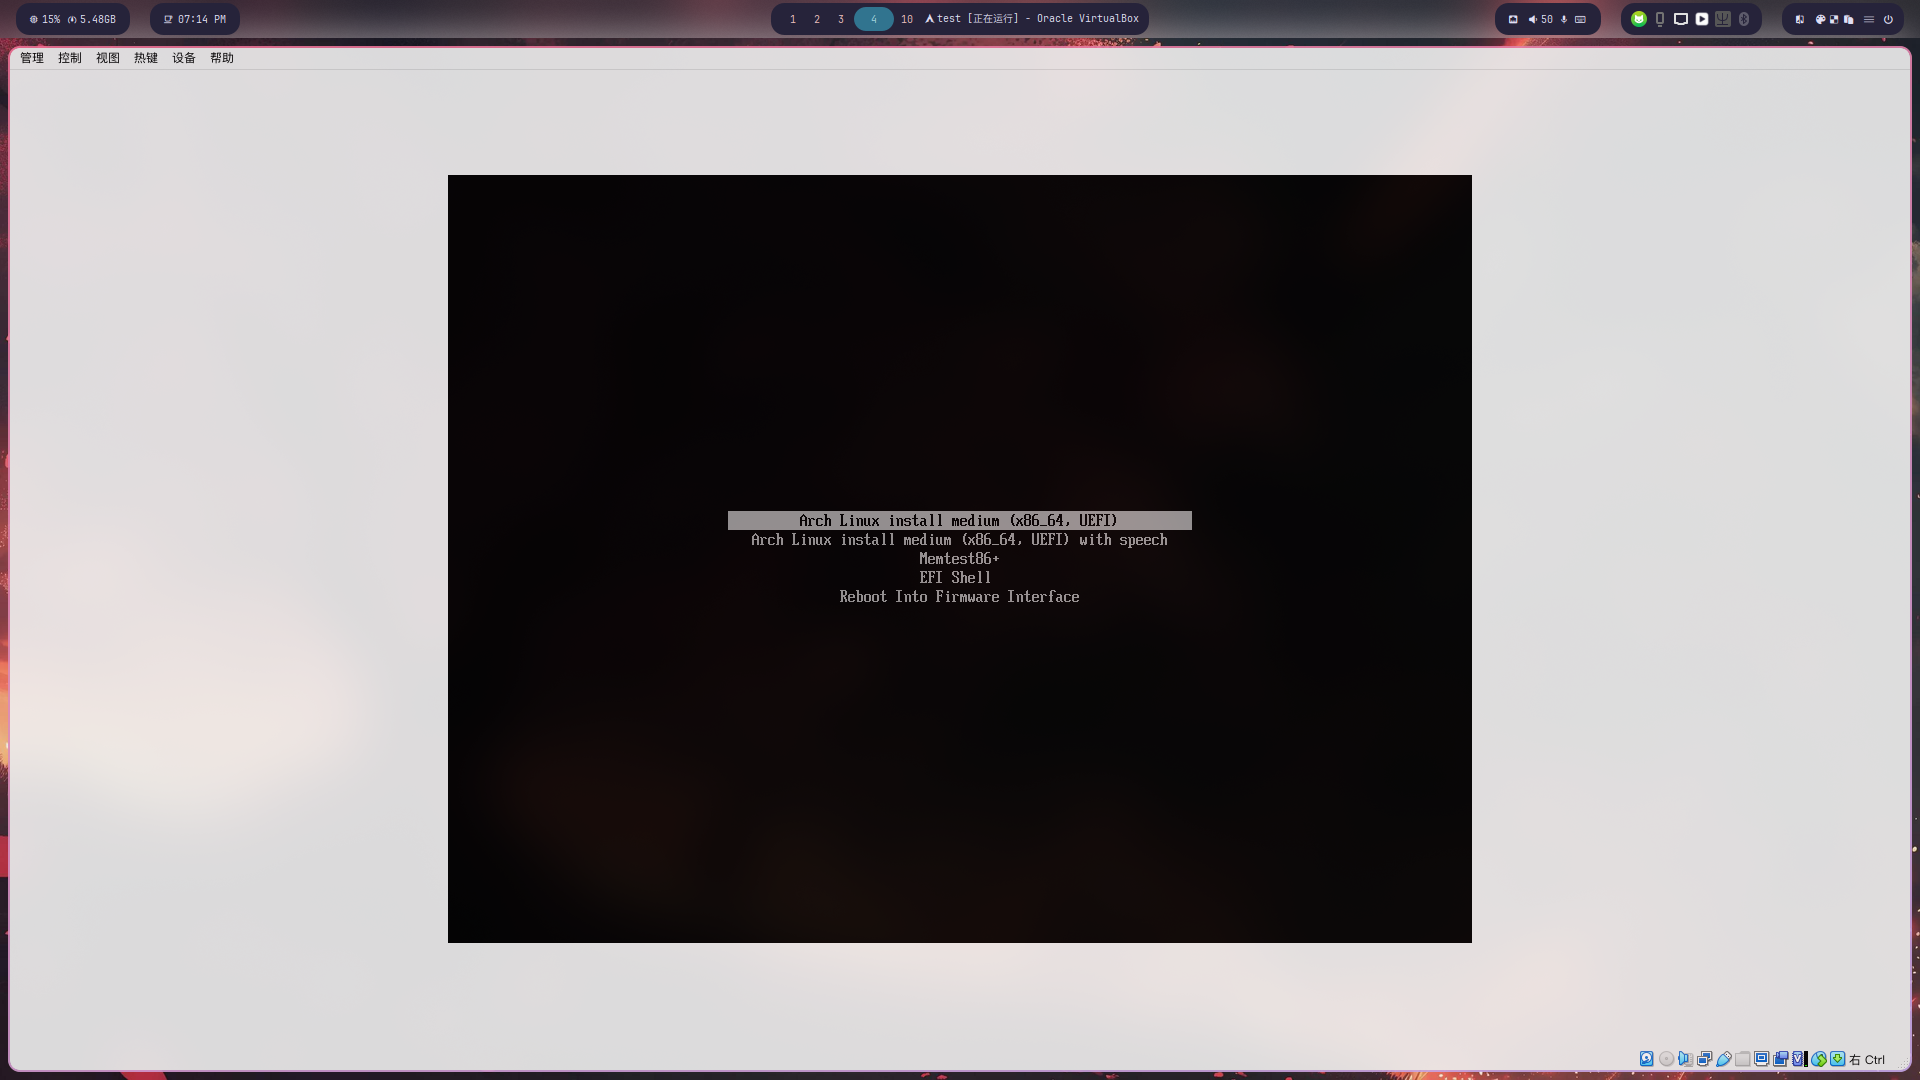 15% 5.48GB
07:14 PM
1 2 3 4 10 test [正在运行] - Oracle VirtualBox
50
管理 控制 视图 热键 设备 帮助
Arch Linux install medium (x86_64, UEFI)
Arch Linux install medium (x86_64, UEFI) with speech
Memtest86+
EFI Shell
Reboot Into Firmware Interface
右 Ctrl